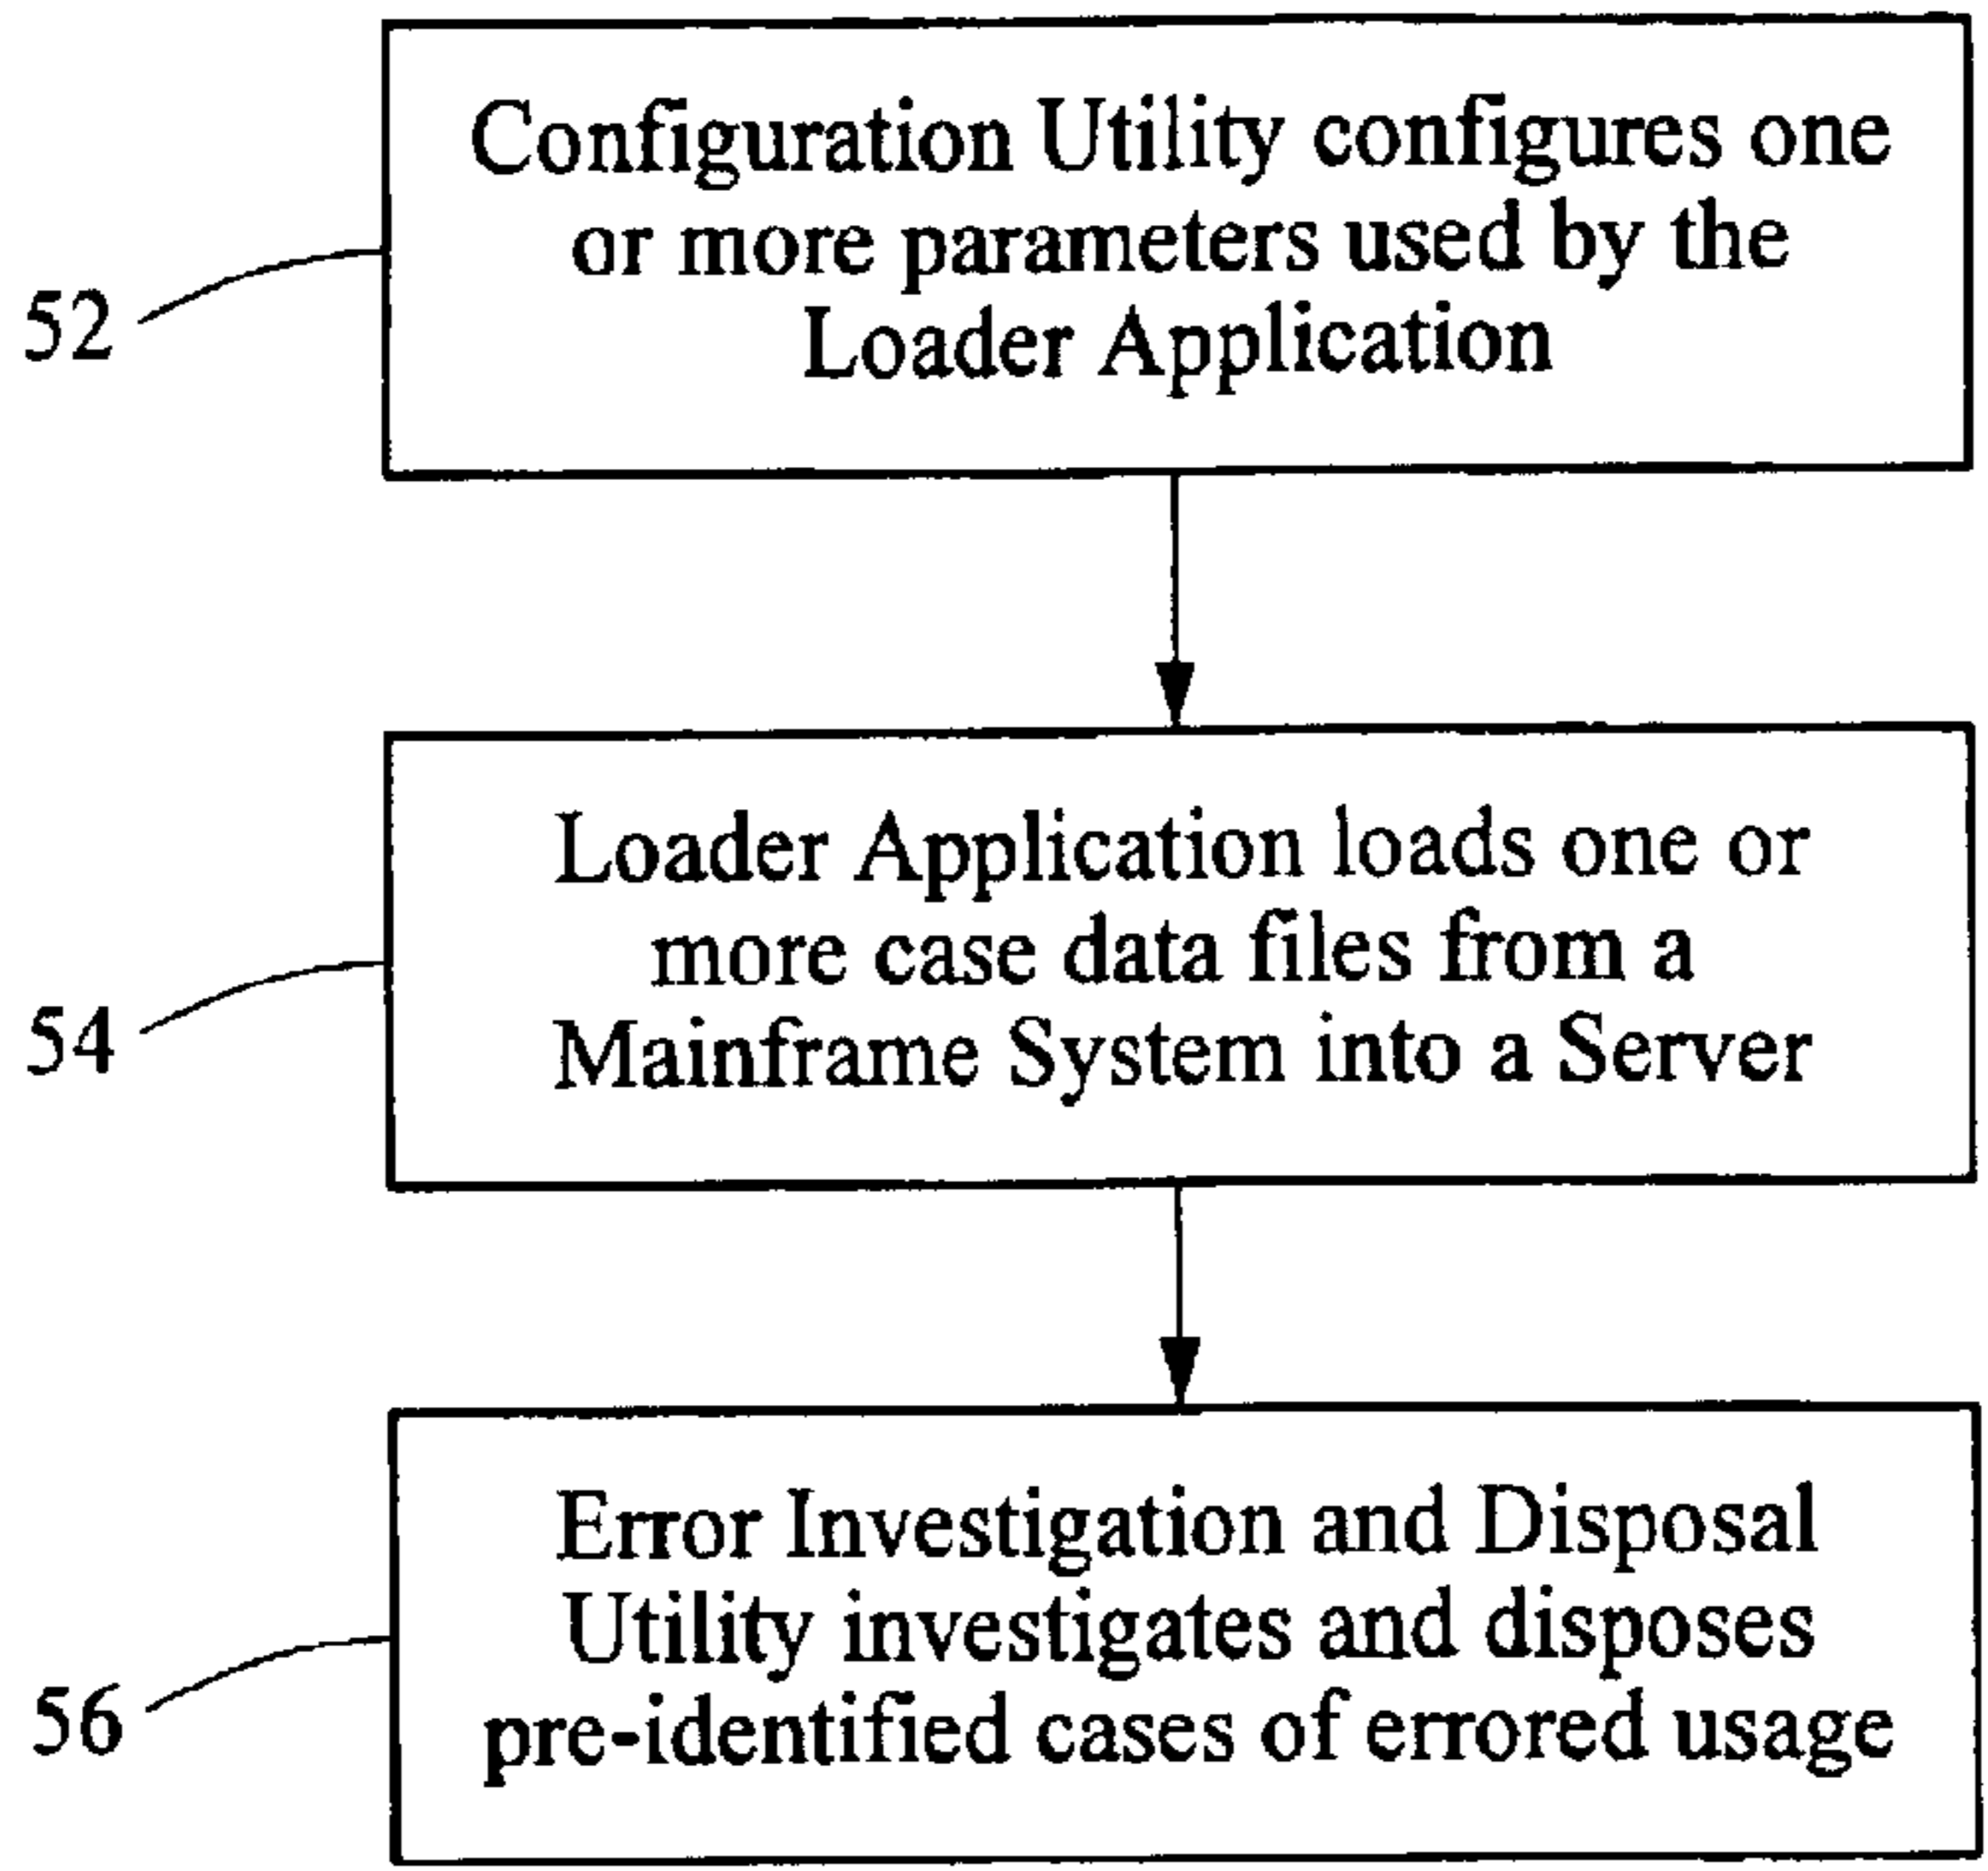 Configuration Utility configures one
or more parameters used by the
Loader Application
52
Loader Application loads one or
more case data files from a
Mainframe System into a Server
54
Error Investigation and Disposal
Utility investigates and disposes
pre-identified cases of errored usage
56